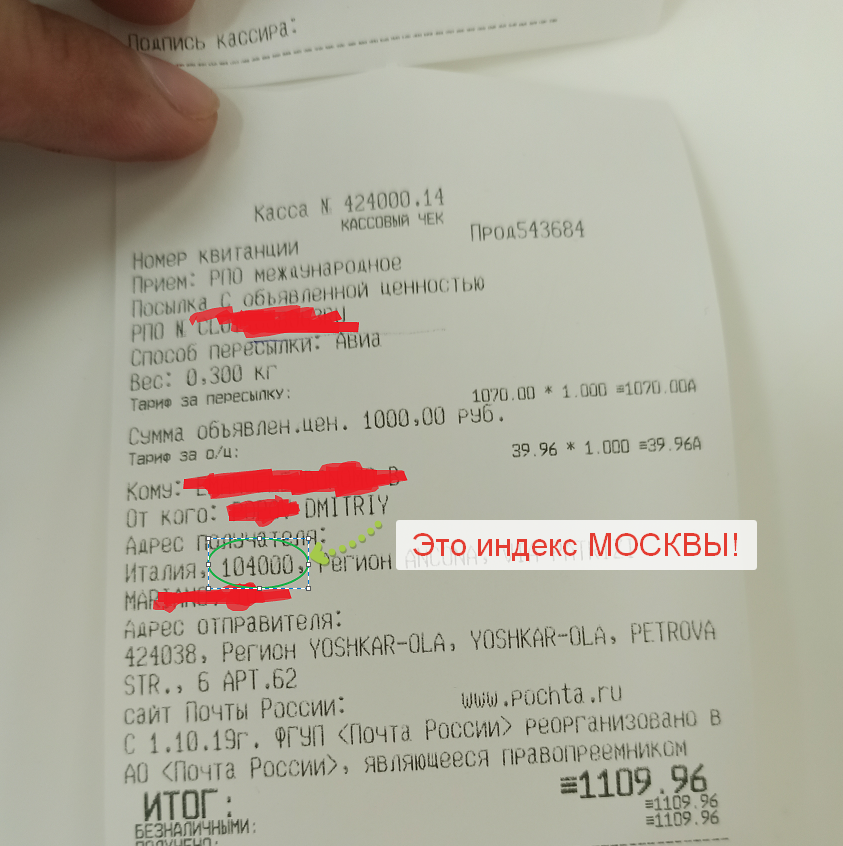 Подпись кассира:
Касса № 424000.14
КАССОВЫЙ ЧЕК
Прод543684
Номер квитанции
Прием: РПО международное
Посылка С объявленной ценностью
РПО №
Способ пересылки: Авиа
Вес: 0,300 кг
Тариф за пересылку:
1070.00 * 1.000 ≡1070.00А
Сумма объявлен.цен. 1000,00 руб.
Тариф за о/ц:
39.96 * 1.000 ≡39.96А
Кому:
От кого: DMITRIY
Адрес получателя:
Это индекс МОСКВЫ!
Италия, 104000, Регион ANCONA,
Адрес отправителя:
424038, Регион YOSHKAR-OLA, YOSHKAR-OLA, PETROVA
STR., 6 APT.62
сайт Почты России: www.pochta.ru
С 1.10.19г. ФГУП <Почта России> реорганизовано в
АО <Почта России>, являющееся правопреемником
ИТОГ: ≡1109.96
БЕЗНАЛИЧНЫМИ: ≡1109.96
ПОЛУЧЕНО: ≡1109.96